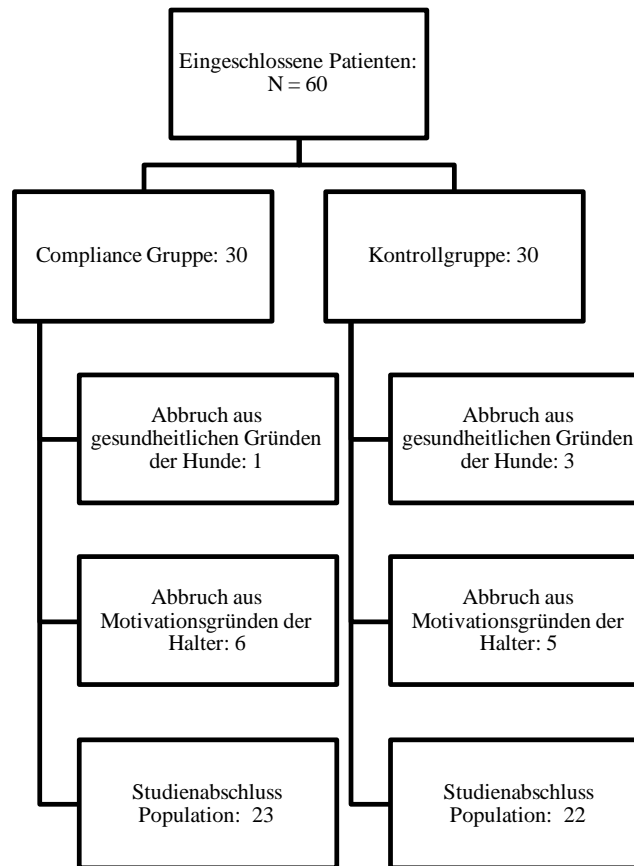 Eingeschlossene Patienten:
N = 60
Compliance Gruppe: 30
Kontrollgruppe: 30
Abbruch aus
gesundheitlichen Gründen
der Hunde: 1
Abbruch aus
gesundheitlichen Gründen
der Hunde: 3
Abbruch aus
Motivationsgründen der
Halter: 6
Abbruch aus
Motivationsgründen der
Halter: 5
Studienabschluss
Population: 23
Studienabschluss
Population: 22